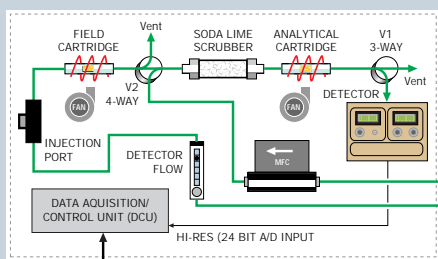 Vent
FIELD
CARTRIDGE
SODA LIME
SCRUBBER
ANALYTICAL
CARTRIDGE
V1
3-WAY
V2
4-WAY
Vent
FAN
FAN
DETECTOR
INJECTION
PORT
DETECTOR
FLOW
MFC
DATA AQUISITION/
CONTROL UNIT (DCU)
HI-RES (24 BIT A/D INPUT